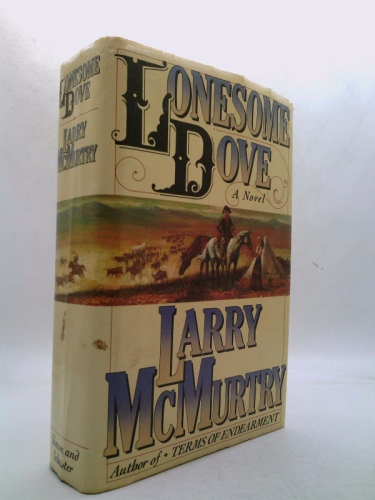 LONESOME
DOVE
LARRY
MCMURTRY
Simon and
Schuster
LONESOME
DOVE
A Novel
LARRY
MCMURTRY
Author of • TERMS OF ENDEARMENT